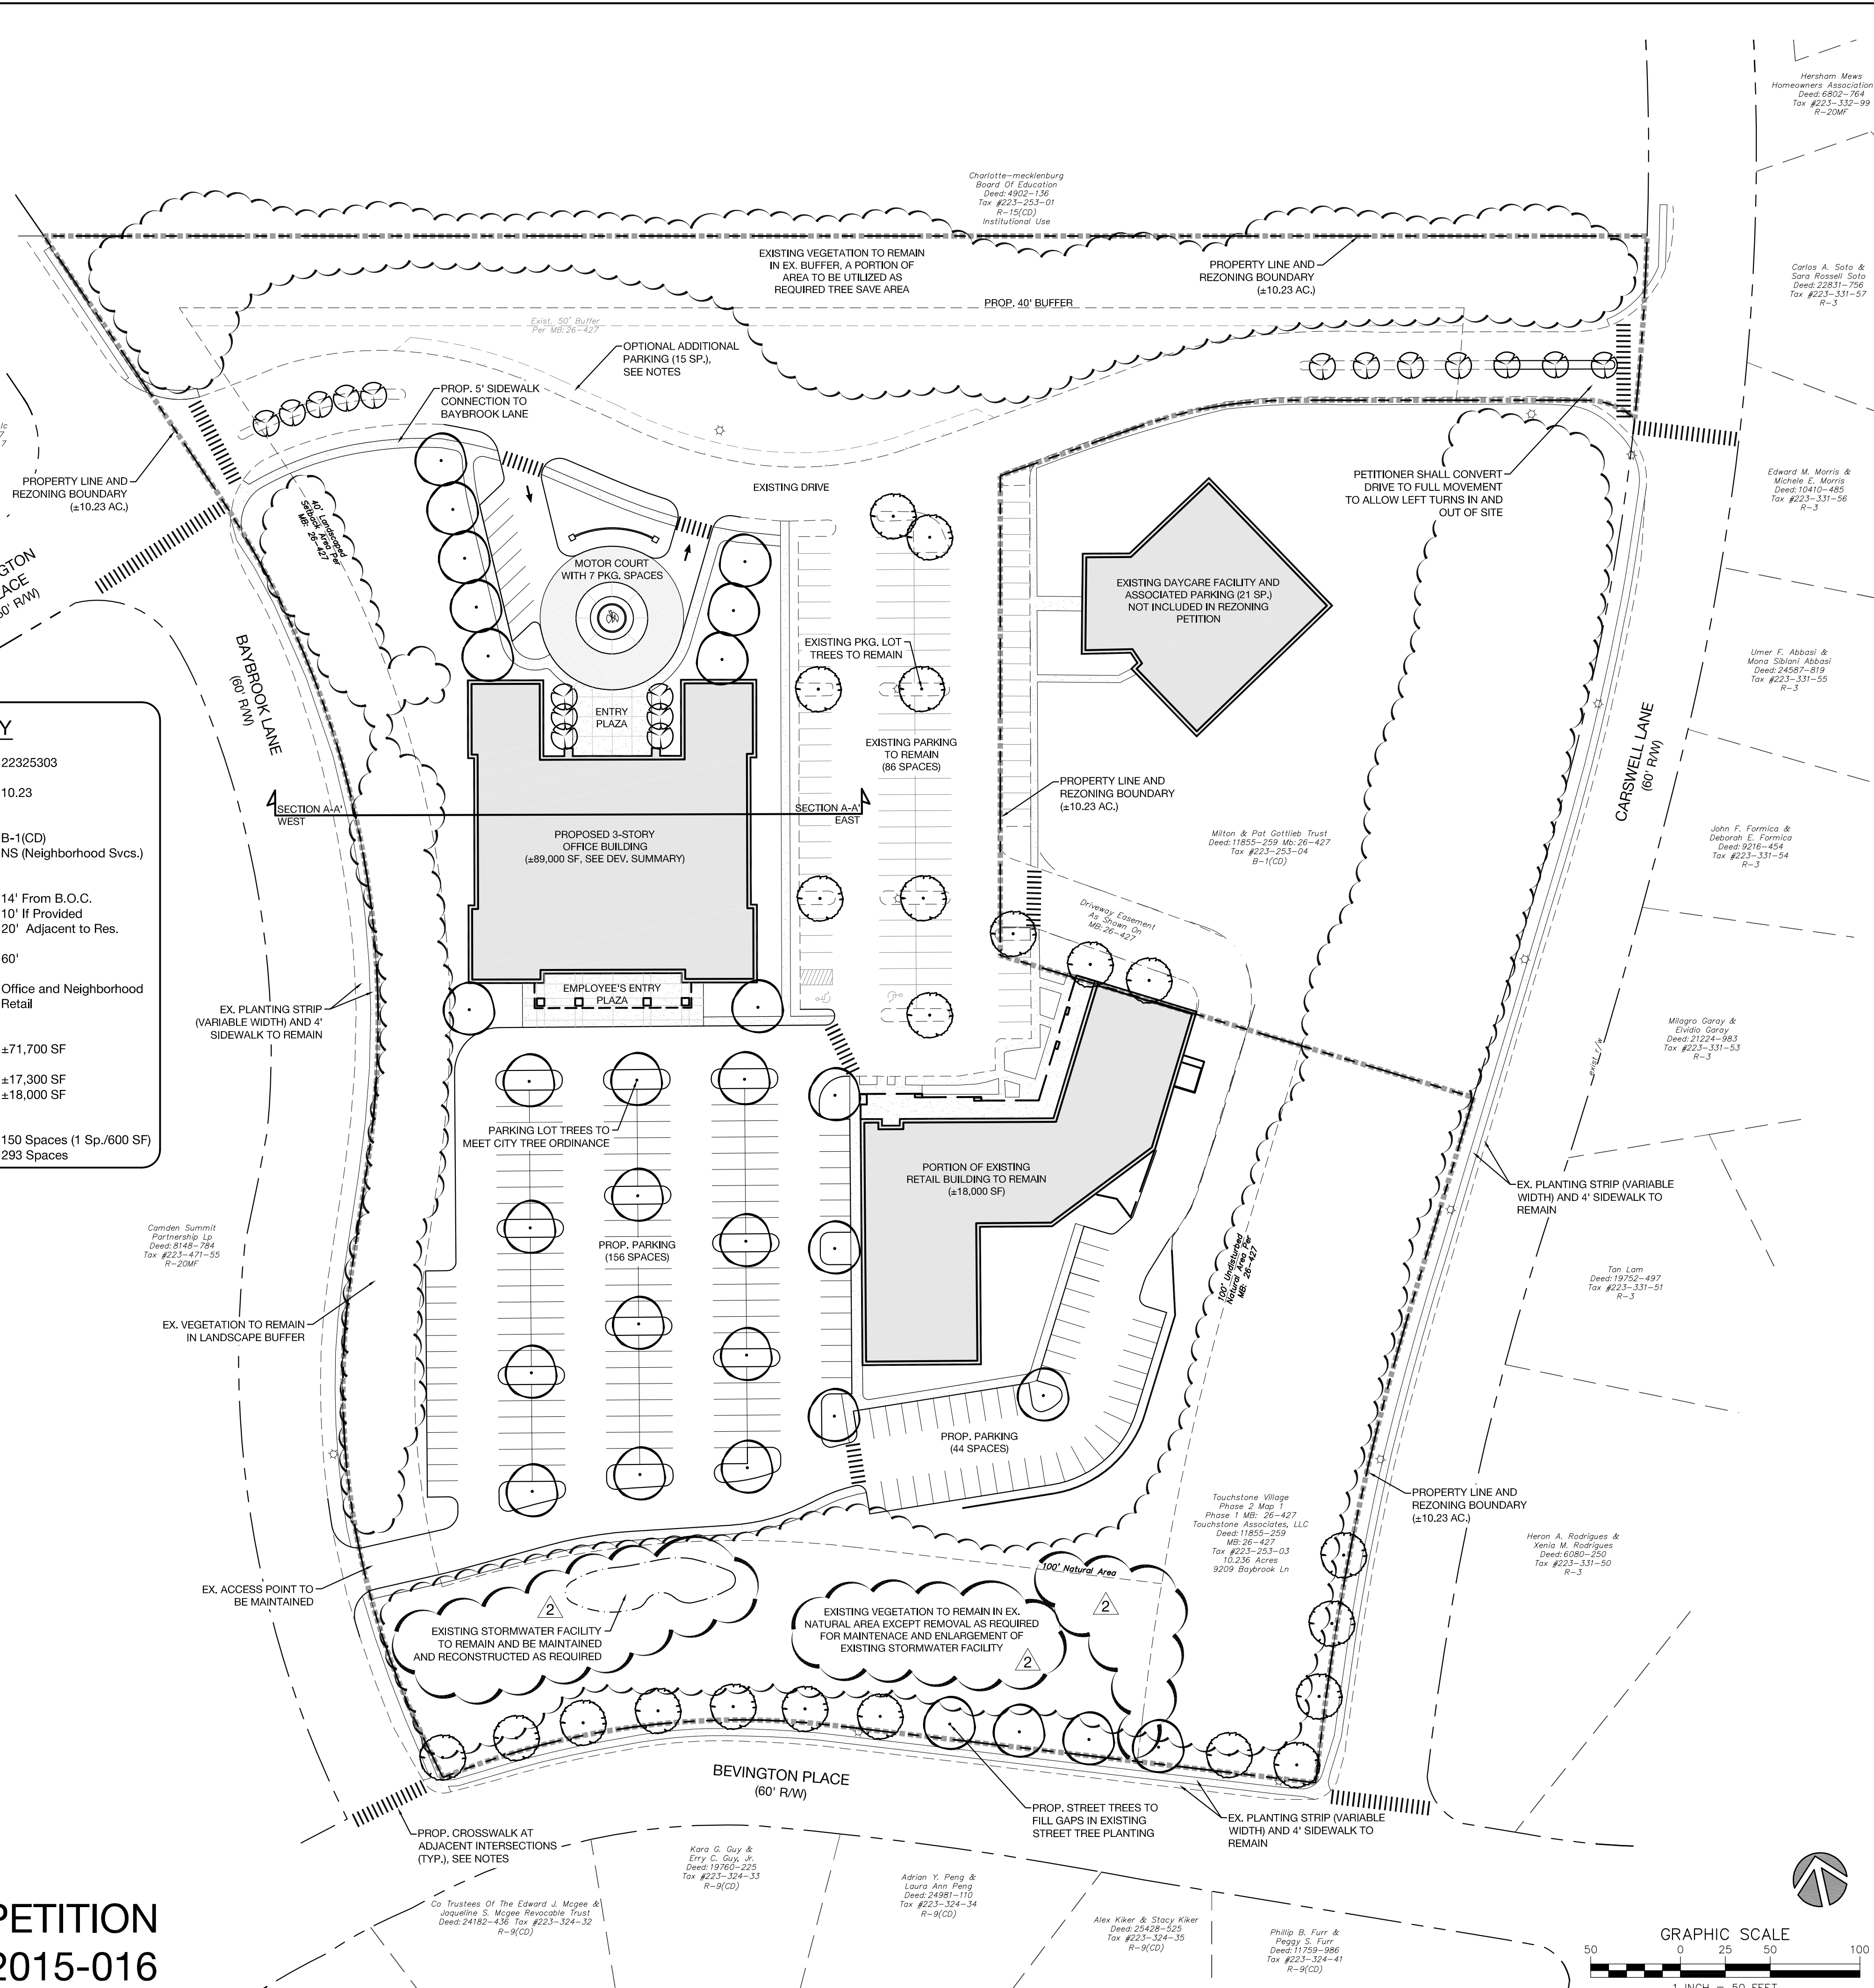 Hersham Mews
Homeowners Association
Deed: 6802-764
Tax #223-332-99
R-20MF
Charlotte-mecklenburg
Board Of Education
Deed: 4902-136
Tax #223-253-01
R-15(CD)
Institutional Use
EXISTING VEGETATION TO REMAIN
IN EX. BUFFER, A PORTION OF
AREA TO BE UTILIZED AS
REQUIRED TREE SAVE AREA
PROPERTY LINE AND
REZONING BOUNDARY
(±10.23 AC.)
Carlos A. Soto &
Sara Rossell Soto
Deed: 22831-756
Tax #223-331-57
R-3
PROP. 40' BUFFER
Exist. 50' Buffer
Per MB: 26-427
OPTIONAL ADDITIONAL
PARKING (15 SP.),
SEE NOTES
PROP. 5' SIDEWALK
CONNECTION TO
BAYBROOK LANE
lc
7
7
PROPERTY LINE AND
REZONING BOUNDARY
(±10.23 AC.)
EXISTING DRIVE
PETITIONER SHALL CONVERT
DRIVE TO FULL MOVEMENT
TO ALLOW LEFT TURNS IN AND
OUT OF SITE
Edward M. Morris &
Michele E. Morris
Deed: 10410-485
Tax #223-331-56
R-3
40' Landscaped
Setback Area Per
MB: 26-427
GTON
LACE
60' R/W)
MOTOR COURT
WITH 7 PKG. SPACES
EXISTING DAYCARE FACILITY AND
ASSOCIATED PARKING (21 SP.)
NOT INCLUDED IN REZONING
PETITION
BAYBROOK LANE
(60' R/W)
EXISTING PKG. LOT
TREES TO REMAIN
Umer F. Abbasi &
Mona Siblani Abbasi
Deed: 24587-819
Tax #223-331-55
R-3
ENTRY
PLAZA
EXISTING PARKING
TO REMAIN
(86 SPACES)
CARSWELL LANE
(60' R/W)
PROPERTY LINE AND
REZONING BOUNDARY
(±10.23 AC.)
Y
22325303
10.23
B-1(CD)
NS (Neighborhood Svcs.)
14' From B.O.C.
10' If Provided
20' Adjacent to Res.
60'
Office and Neighborhood
Retail
±71,700 SF
±17,300 SF
±18,000 SF
150 Spaces (1 Sp./600 SF)
293 Spaces
SECTION A-A'
WEST
SECTION A-A'
EAST
PROPOSED 3-STORY
OFFICE BUILDING
(±89,000 SF, SEE DEV. SUMMARY)
Milton & Pat Gottlieb Trust
Deed: 11855-259 Mb: 26-427
Tax #223-253-04
B-1(CD)
John F. Formica &
Deborah E. Formica
Deed: 9216-454
Tax #223-331-54
R-3
Driveway Easement
As Shown On
MB: 26-427
EMPLOYEE'S ENTRY
PLAZA
EX. PLANTING STRIP
(VARIABLE WIDTH) AND 4'
SIDEWALK TO REMAIN
Milagro Garay &
Elvidio Garay
Deed: 21224-983
Tax #223-331-53
R-3
exist r/w
PARKING LOT TREES TO
MEET CITY TREE ORDINANCE
PORTION OF EXISTING
RETAIL BUILDING TO REMAIN
(±18,000 SF)
EX. PLANTING STRIP (VARIABLE
WIDTH) AND 4' SIDEWALK TO
REMAIN
Camden Summit
Partnership Lp
Deed: 8148-784
Tax #223-471-55
R-20MF
PROP. PARKING
(156 SPACES)
100' Undisturbed
Natural Area Per
MB: 26-427
Tan Lam
Deed: 19752-497
Tax #223-331-51
R-3
EX. VEGETATION TO REMAIN
IN LANDSCAPE BUFFER
PROP. PARKING
(44 SPACES)
Touchstone Village
Phase 2 Map 1
Phase 1 MB: 26-427
Touchstone Associates, LLC
Deed: 11855-259
MB: 26-427
Tax #223-253-03
10.236 Acres
9209 Baybrook Ln
PROPERTY LINE AND
REZONING BOUNDARY
(±10.23 AC.)
Heron A. Rodrigues &
Xenia M. Rodrigues
Deed: 6080-250
Tax #223-331-50
R-3
EX. ACCESS POINT TO
BE MAINTAINED
100' Natural Area
2
EXISTING STORMWATER FACILITY
TO REMAIN AND BE MAINTAINED
AND RECONSTRUCTED AS REQUIRED
EXISTING VEGETATION TO REMAIN IN EX.
NATURAL AREA EXCEPT REMOVAL AS REQUIRED
FOR MAINTENACE AND ENLARGEMENT OF
EXISTING STORMWATER FACILITY
2
2
BEVINGTON PLACE
(60' R/W)
PROP. STREET TREES TO
FILL GAPS IN EXISTING
STREET TREE PLANTING
EX. PLANTING STRIP (VARIABLE
WIDTH) AND 4' SIDEWALK TO
REMAIN
PROP. CROSSWALK AT
ADJACENT INTERSECTIONS
(TYP.), SEE NOTES
Kara G. Guy &
Erry C. Guy, Jr.
Deed: 19760-225
Tax #223-324-33
R-9(CD)
Adrian Y. Peng &
Laura Ann Peng
Deed: 24981-110
Tax #223-324-34
R-9(CD)
Co Trustees Of The Edward J. Mcgee &
Jaqueline S. Mcgee Revocable Trust
Deed: 24182-436 Tax #223-324-32
R-9(CD)
Alex Kiker & Stacy Kiker
Deed: 25428-525
Tax #223-324-35
R-9(CD)
Phillip B. Furr &
Peggy S. Furr
Deed: 11759-986
Tax #223-324-41
R-9(CD)
PETITION
2015-016
GRAPHIC SCALE
50 0 25 50 100
1 INCH = 50 FEET